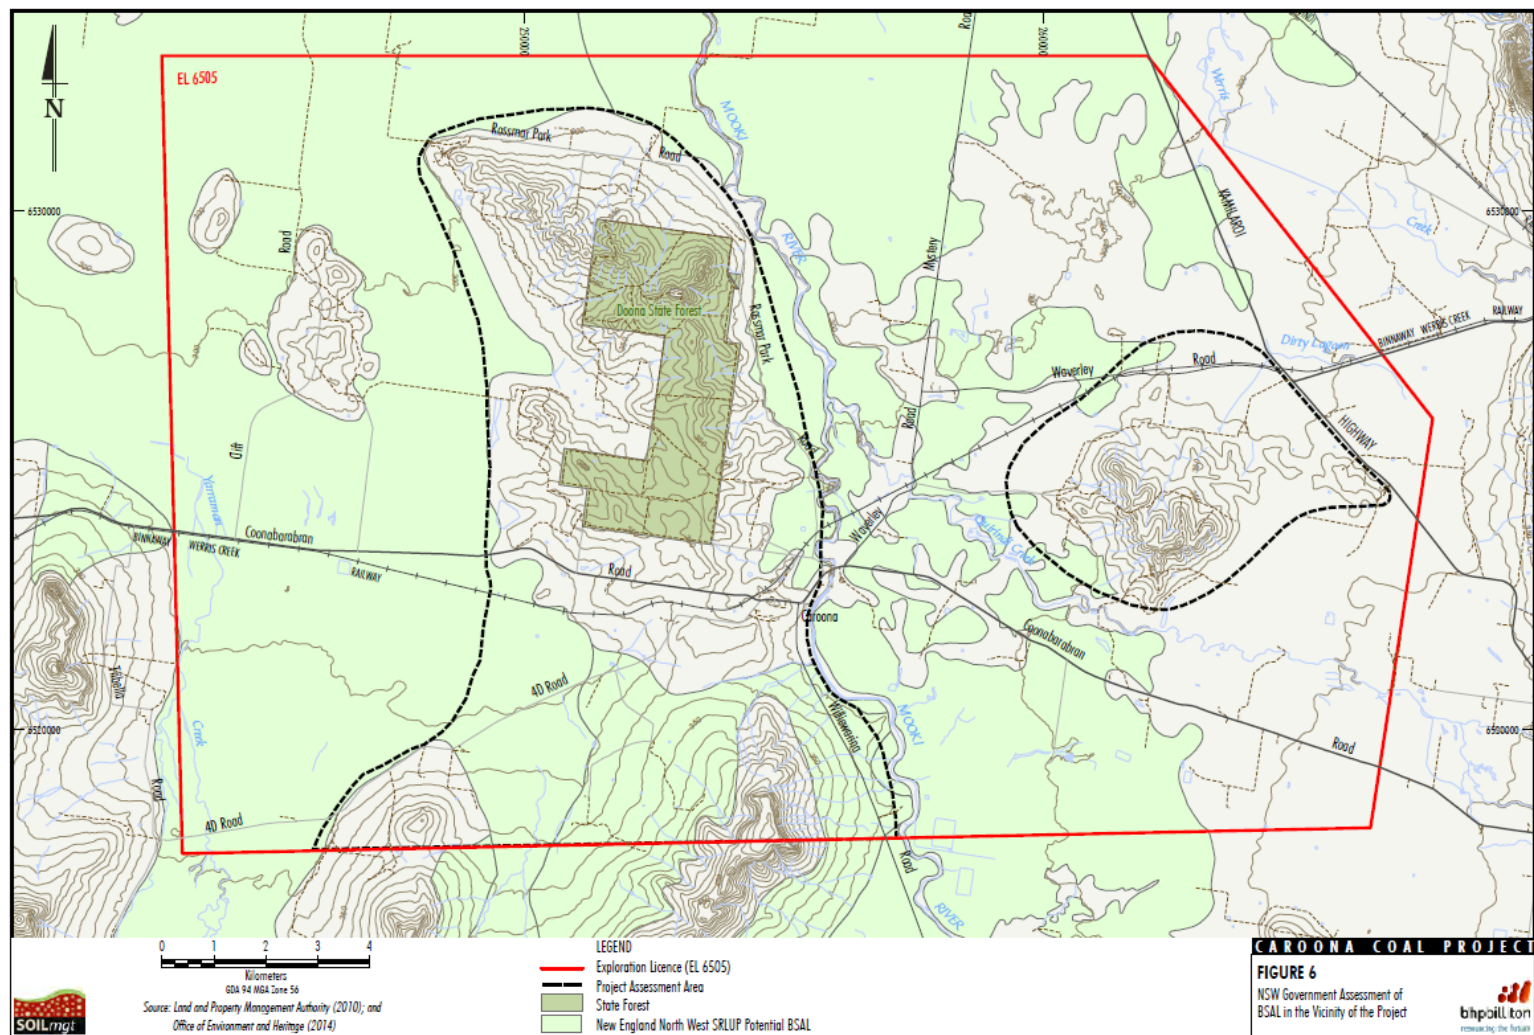 250000
260000
Road
EL 6505
N
Werris
MOOKI
Rossmar Park
Road
6530000
6530000
KAMILAROI
Creek
RIVER
Road
Mystery
Doona State Forest
Rossmar Park
Dirty Lagoon
BINNAWAY WERRIS CREEK RAILWAY
Waverley Road
Road
HIGHWAY
Clift
Road
Yarraman
Waverley
Quirindi Creek
Coonabarabran
BINNAWAY WERRIS CREEK
RAILWAY
Road
Caroona
Coonabarabran
4D Road
Creek
MOOKI
6520000
6520000
Road
Road
4D Road
Road
RIVER
0 1 2 3 4
Kilometers
GDA 94 MGA Zone 56
Source: Land and Property Management Authority (2010); and
Office of Environment and Heritage (2014)
SOILmgt
LEGEND
Exploration Licence (EL 6505)
Project Assessment Area
State Forest
New England North West SRLUP Potential BSAL
CAROONA COAL PROJECT
FIGURE 6
NSW Government Assessment of
BSAL in the Vicinity of the Project
bhpbilliton
resourcing the future